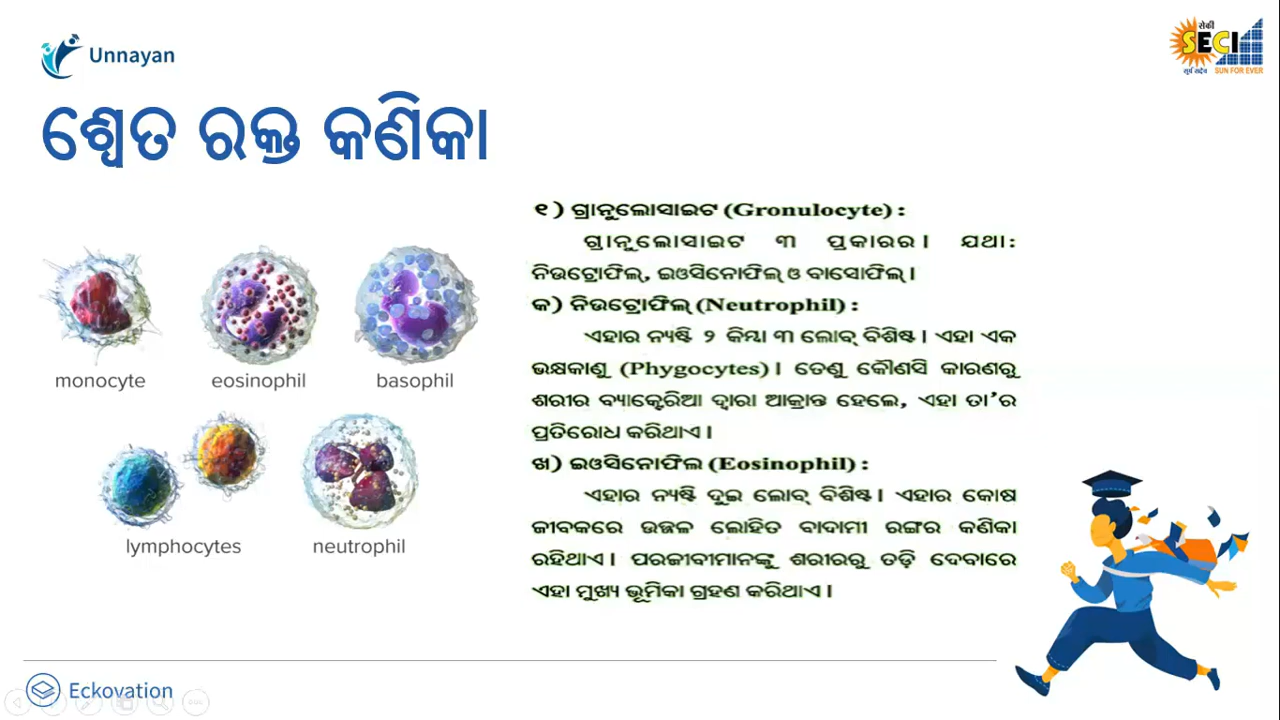 Unnayan
सेकी
SECI
सूर्य सदैव SUN FOR EVER
ଶ୍ୱେତ ରକ୍ତ କଣିକା
monocyte
eosinophil
basophil
lymphocytes
neutrophil
୧) ଗ୍ରାନୁଲୋସାଇଟ (Gronulocyte) :
ଗ୍ରାନୁଲୋସାଇଟ ୩ ପ୍ରକାରର। ଯଥା:
ନିଉଟ୍ରୋଫିଲ୍, ଇଓସିନୋଫିଲ୍ ଓ ବାସୋଫିଲ୍।
କ) ନିଉଟ୍ରୋଫିଲ୍ (Neutrophil) :
ଏହାର ନ୍ୟଷ୍ଟି ୨ କିମ୍ବା ୩ ଲୋବ୍ ବିଶିଷ୍ଟ। ଏହା ଏକ
ଭକ୍ଷକାଣୁ (Phygocytes)। ତେଣୁ କୌଣସି କାରଣରୁ
ଶରୀର ବ୍ୟାକ୍ଟେରିଆ ଦ୍ୱାରା ଆକ୍ରାନ୍ତ ହେଲେ, ଏହା ତା'ର
ପ୍ରତିରୋଧ କରିଥାଏ।
ଖ) ଇଓସିନୋଫିଲ (Eosinophil) :
ଏହାର ନ୍ୟଷ୍ଟି ଦୁଇ ଲୋବ୍ ବିଶିଷ୍ଟ। ଏହାର କୋଷ
ଜୀବକରେ ଉଜ୍ଜଳ ଲୋହିତ ବାଦାମୀ ରଙ୍ଗର କଣିକା
ରହିଥାଏ। ପରଜୀବୀମାନଙ୍କୁ ଶରୀରରୁ ତଡ଼ି ଦେବାରେ
ଏହା ମୁଖ୍ୟ ଭୂମିକା ଗ୍ରହଣ କରିଥାଏ।
Eckovation